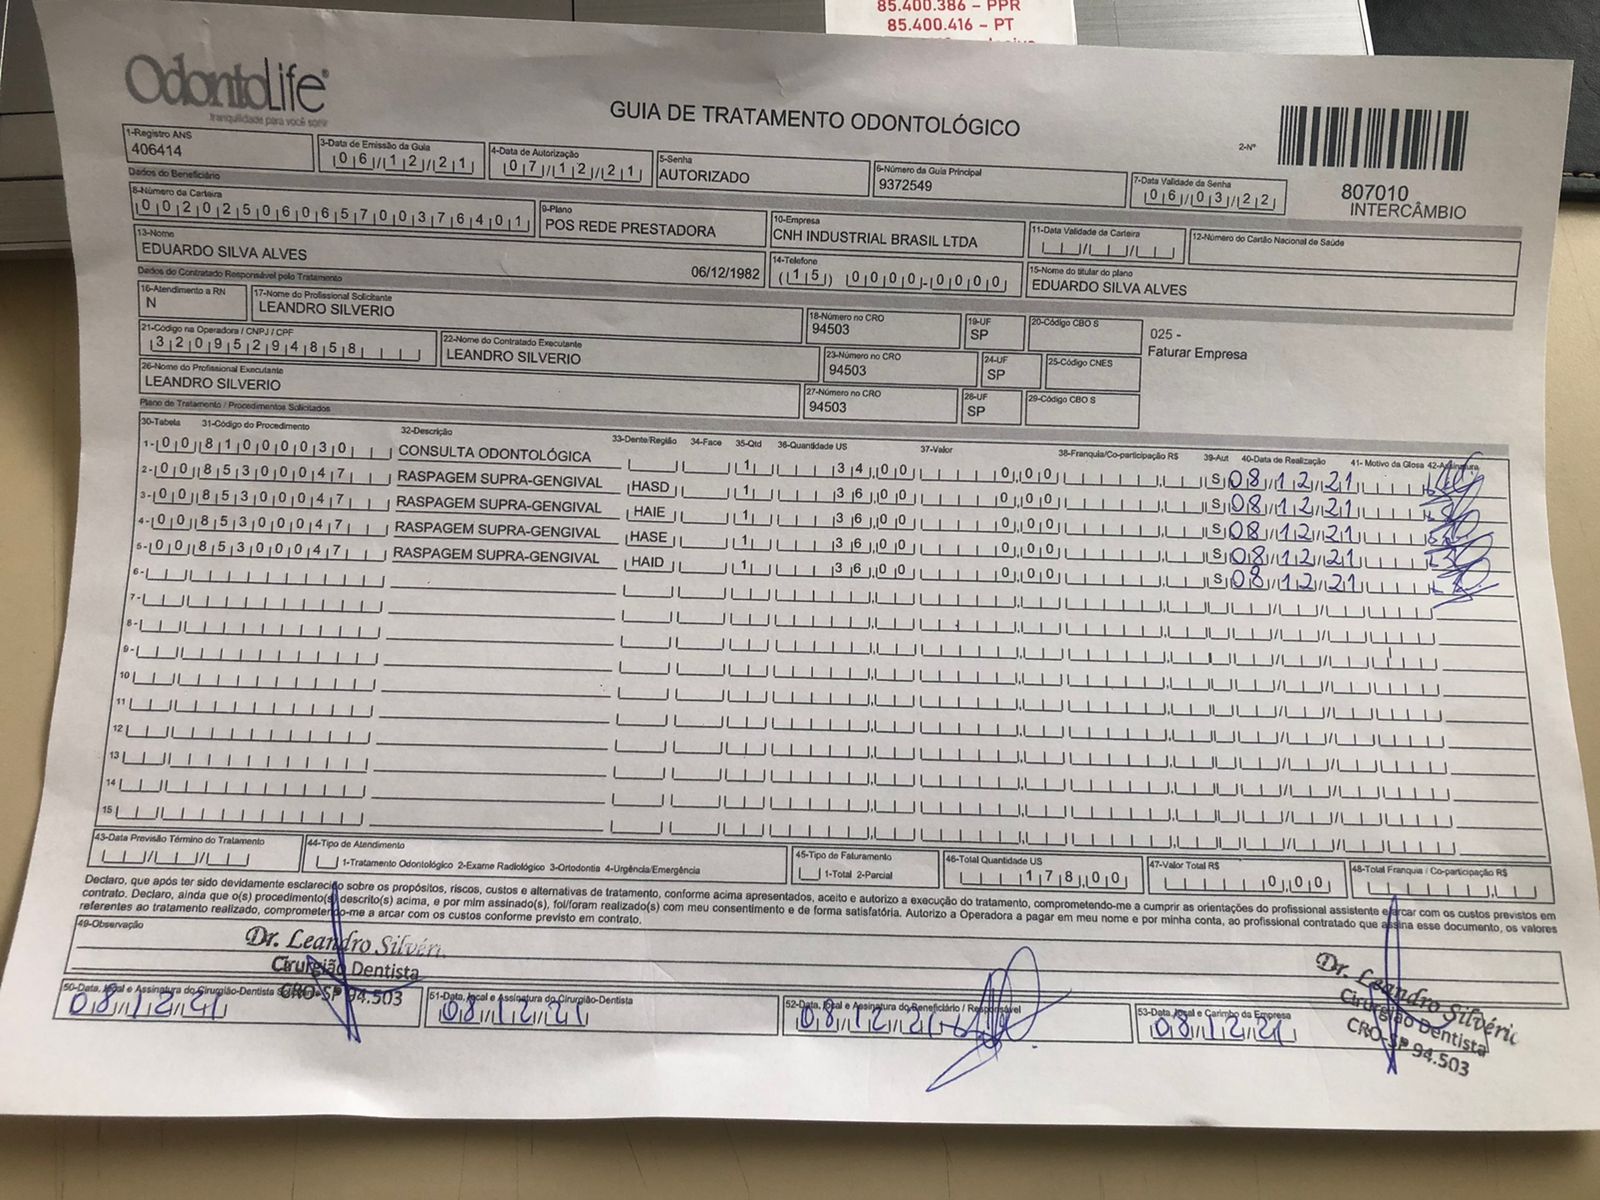 85.400.386 – PPR
85.400.416 – PT
OdontoLife®
tranquilidade para você sorrir
GUIA DE TRATAMENTO ODONTOLÓGICO
2-Nº
807010
INTERCÂMBIO
1-Registro ANS
406414
3-Data de Emissão da Guia
06/12/21
4-Data de Autorização
07/12/21
5-Senha
AUTORIZADO
6-Número da Guia Principal
9372549
7-Data Validade da Senha
06/03/22
Dados do Beneficiário
8-Número da Carteira
00202506065700376401
9-Plano
POS REDE PRESTADORA
10-Empresa
CNH INDUSTRIAL BRASIL LTDA
11-Data Validade da Carteira
12-Número do Cartão Nacional de Saúde
13-Nome
EDUARDO SILVA ALVES
06/12/1982
14-Telefone
(15) 0000-0000
15-Nome do titular do plano
EDUARDO SILVA ALVES
Dados do Contratado Responsável pelo Tratamento
16-Atendimento a RN
N
17-Nome do Profissional Solicitante
LEANDRO SILVERIO
18-Número no CRO
94503
19-UF
SP
20-Código CBO S
025 -
Faturar Empresa
21-Código na Operadora / CNPJ / CPF
32095294858
22-Nome do Contratado Executante
LEANDRO SILVERIO
23-Número no CRO
94503
24-UF
SP
25-Código CNES
26-Nome do Profissional Executante
LEANDRO SILVERIO
27-Número no CRO
94503
28-UF
SP
29-Código CBO S
Plano de Tratamento / Procedimentos Solicitados
30-Tabela 31-Código do Procedimento 32-Descrição 33-Dente/Região 34-Face 35-Qtd 36-Quantidade US 37-Valor 38-Franquia/Co-participação R$ 39-Aut 40-Data de Realização 41- Motivo da Glosa 42-Assinatura
1- 00 81000030 CONSULTA ODONTOLÓGICA 1 34,00 0,00 S 08/12/21
2- 00 85300047 RASPAGEM SUPRA-GENGIVAL HASD 1 36,00 0,00 S 08/12/21
3- 00 85300047 RASPAGEM SUPRA-GENGIVAL HAIE 1 36,00 0,00 S 08/12/21
4- 00 85300047 RASPAGEM SUPRA-GENGIVAL HASE 1 36,00 0,00 S 08/12/21
5- 00 85300047 RASPAGEM SUPRA-GENGIVAL HAID 1 36,00 0,00 S 08/12/21
6-
7-
8-
9-
10
11
12
13
14
15
43-Data Previsão Término do Tratamento
44-Tipo de Atendimento
1-Tratamento Odontológico 2-Exame Radiológico 3-Ortodontia 4-Urgência/Emergência
45-Tipo de Faturamento
1-Total 2-Parcial
46-Total Quantidade US
178,00
47-Valor Total R$
0,00
48-Total Franquia / Co-participação R$
Declaro, que após ter sido devidamente esclarecido sobre os propósitos, riscos, custos e alternativas de tratamento, conforme acima apresentados, aceito e autorizo a execução do tratamento, comprometendo-me a cumprir as orientações do profissional assistente e arcar com os custos previstos em
contrato. Declaro, ainda que o(s) procedimento(s) descrito(s) acima, e por mim assinado(s), foi/foram realizado(s) com meu consentimento e de forma satisfatória. Autorizo a Operadora a pagar em meu nome e por minha conta, ao profissional contratado que assina esse documento, os valores
referentes ao tratamento realizado, comprometendo-me a arcar com os custos conforme previsto em contrato.
49-Observação
Dr. Leandro Silvério
Cirurgião Dentista
CRO-SP 94.503
50-Data, local e Assinatura do Cirurgião-Dentista
08/12/21
51-Data, local e Assinatura do Cirurgião-Dentista
08/12/21
52-Data, local e Assinatura do Beneficiário / Responsável
08/12/21
53-Data, local e Carimbo da Empresa
08/12/21
Dr. Leandro Silvério
Cirurgião Dentista
CRO-SP 94.503